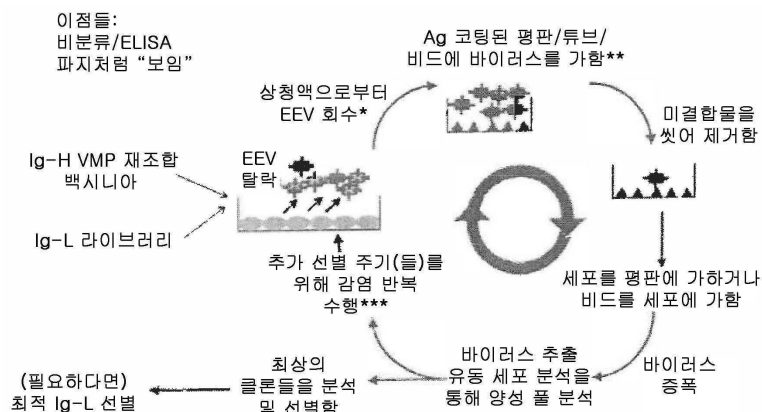 이점들:
비분류/ELISA
파지처럼 “보임”
Ag 코팅된 평판/튜브/
비드에 바이러스를 가함**
상청액으로부터
EEV 회수*
미결합물을
씻어 제거함
Ig-H VMP 재조합
백시니아
EEV
탈락
Ig-L 라이브러리
추가 선별 주기(들)를
위해 감염 반복
수행***
세포를 평판에 가하거나
비드를 세포에 가함
바이러스
증폭
바이러스 추출
유동 세포 분석을
통해 양성 풀 분석
최상의
클론들을 분석
및 선별함
(필요하다면)
최적 Ig-L 선별